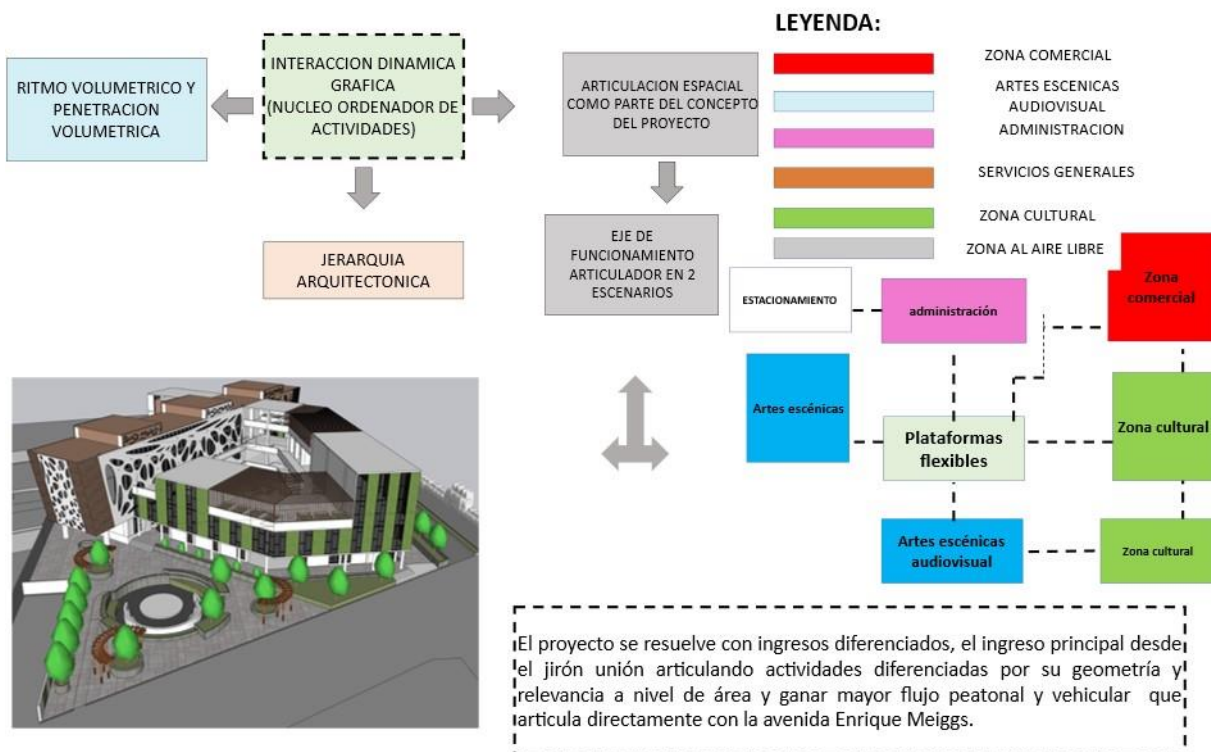 LEYENDA:
RITMO VOLUMETRICO Y
PENETRACION
VOLUMETRICA
INTERACCION DINAMICA
GRAFICA
(NUCLEO ORDENADOR DE
ACTIVIDADES)
ARTICULACION ESPACIAL
COMO PARTE DEL CONCEPTO
DEL PROYECTO
JERARQUIA
ARQUITECTONICA
EJE DE
FUNCIONAMIENTO
ARTICULADOR EN 2
ESCENARIOS
ZONA COMERCIAL
ARTES ESCENICAS
AUDIOVISUAL
ADMINISTRACION
SERVICIOS GENERALES
ZONA CULTURAL
ZONA AL AIRE LIBRE
ESTACIONAMIENTO
administración
Zona
comercial
Artes escénicas
Plataformas
flexibles
Zona cultural
Artes escénicas
audiovisual
Zona cultural
El proyecto se resuelve con ingresos diferenciados, el ingreso principal desde
el jirón unión articulando actividades diferenciadas por su geometría y
relevancia a nivel de área y ganar mayor flujo peatonal y vehicular que
articula directamente con la avenida Enrique Meiggs.